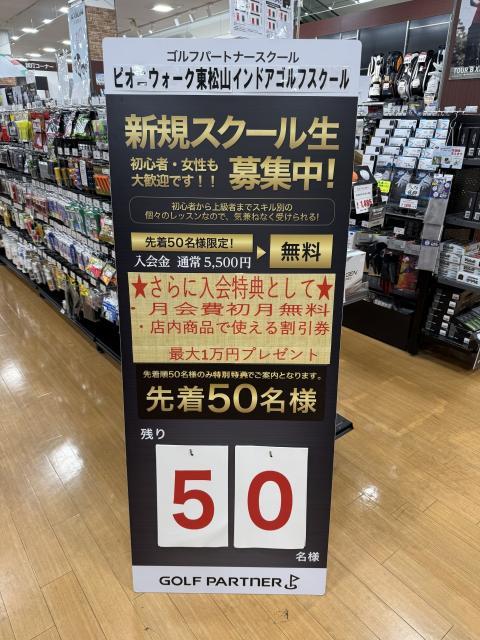 ゴルフパートナースクール
ピオニウォーク東松山インドアゴルフスクール
新規スクール生
初心者・女性も
大歓迎です!!
募集中!
初心者から上級者までスキル別の
個々のレッスンなので、気兼ねなく受けられる!
先着50名様限定!
入会金 通常5,500円
無料
★さらに入会特典として★
・月会費初月無料
・店内商品で使える割引券
最大1万円プレゼント
先着順50名様のみ特別特典でご案内となります。
先着50名様
残り
50
名様
GOLF PARTNER
TOUR B X